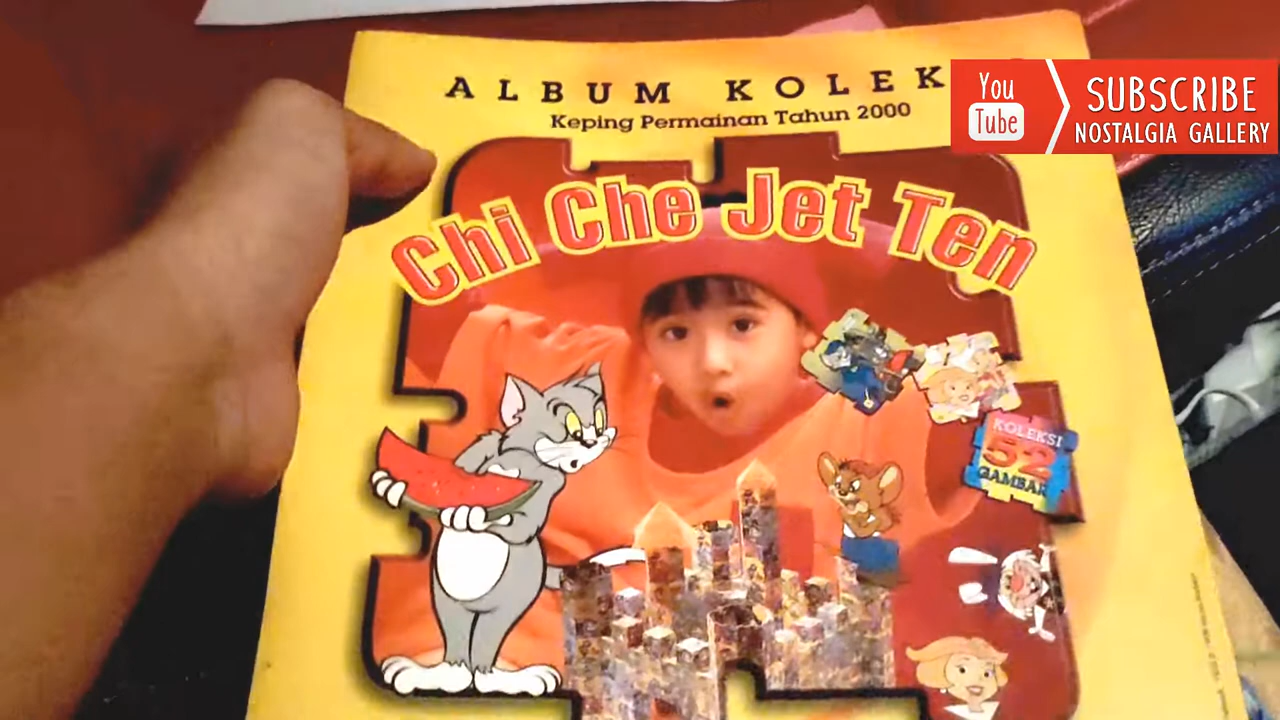 ALBUM KOLEK
Keping Permainan Tahun 2000
Chi Che Jet Ten
KOLEKSI
52
GAMBAR
You
Tube
SUBSCRIBE
NOSTALGIA GALLERY